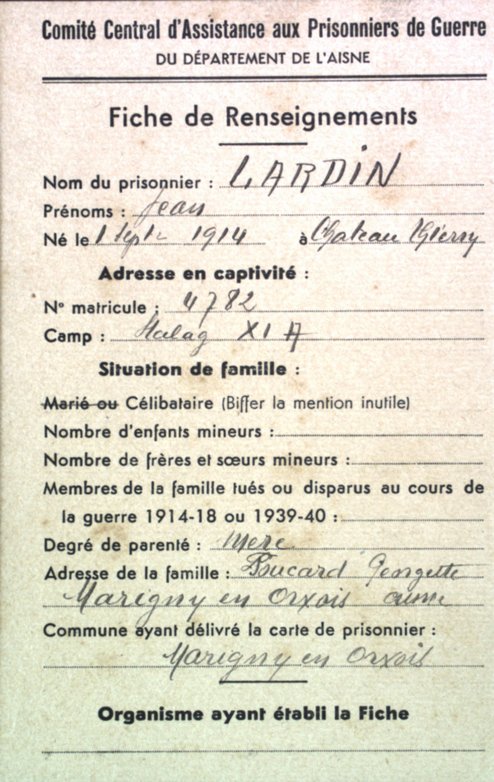 Comité Central d'Assistance aux Prisonniers de Guerre
DU DÉPARTEMENT DE L'AISNE
Fiche de Renseignements
Nom du prisonnier : LARDIN
Prénoms : Jean
Né le 1 Sept 1914 à Chateau Thierry
Adresse en captivité :
N° matricule : 4782
Camp : Stalag XI A
Situation de famille :
Marié ou Célibataire (Biffer la mention inutile)
Nombre d'enfants mineurs :
Nombre de frères et sœurs mineurs :
Membres de la famille tués ou disparus au cours de
la guerre 1914-18 ou 1939-40 :
Degré de parenté : Mere
Adresse de la famille : Georgette
Marigny en Orxois aisne
Commune ayant délivré la carte de prisonnier :
Marigny en Orxois
Organisme ayant établi la Fiche